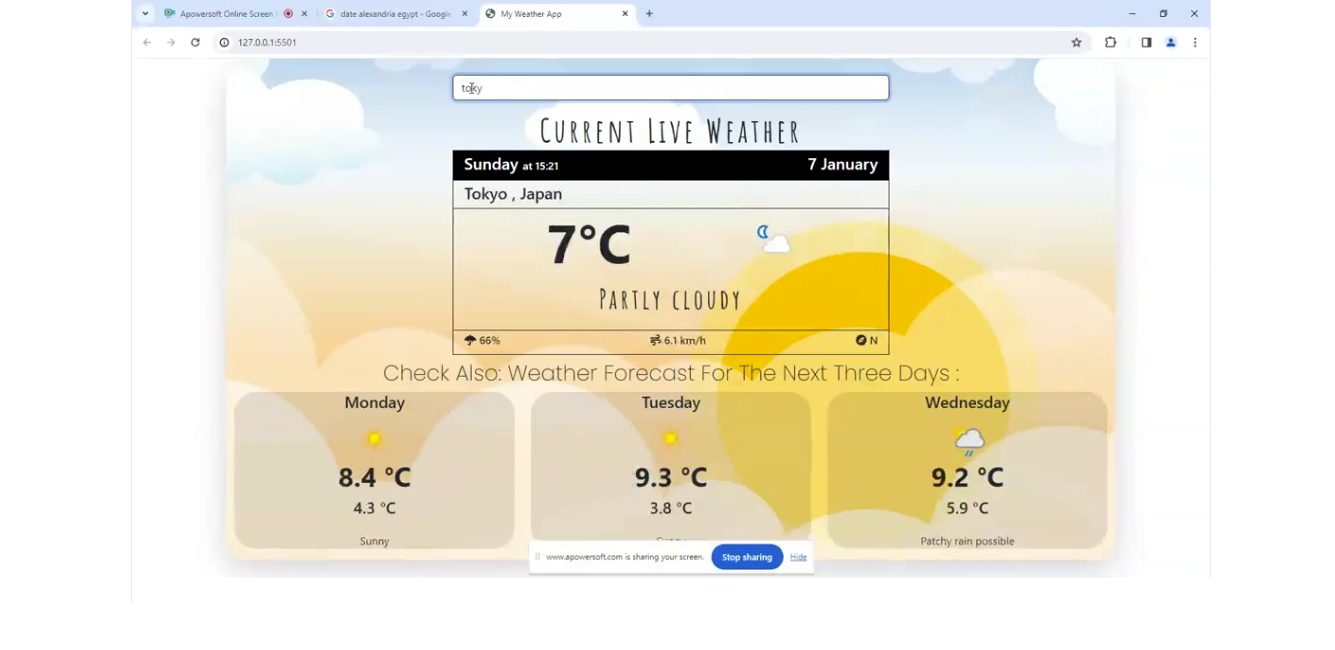 Apowersoft Online Screen
date alexandria egypt - Google
My Weather App
127.0.0.1:5501
toky
Current Live Weather
Sunday at 15:21 7 January
Tokyo , Japan
7°C
Partly cloudy
66% 6.1 km/h N
Check Also: Weather Forecast For The Next Three Days :
Monday Tuesday Wednesday
8.4 °C 9.3 °C 9.2 °C
4.3 °C 3.8 °C 5.9 °C
Sunny Patchy rain possible
www.apowersoft.com is sharing your screen. Stop sharing Hide